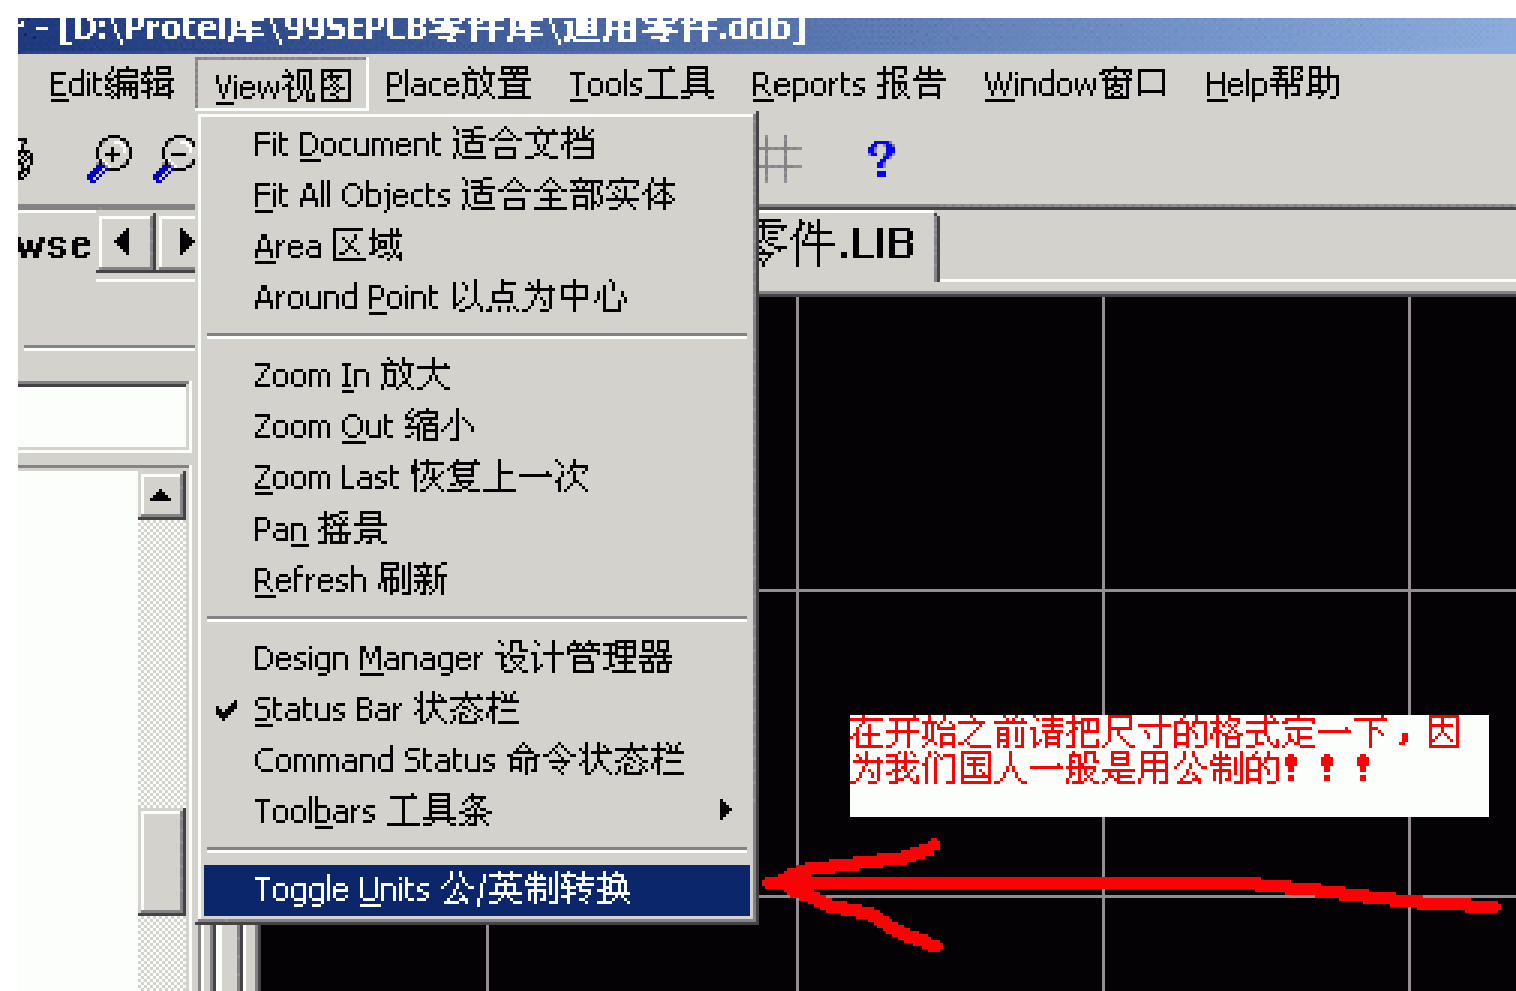 - [D:\Protel库\99SEPCB零件库\通用零件.ddb]
Edit编辑 View视图 Place放置 Tools工具 Reports 报告 Window窗口 Help帮助
Fit Document 适合文档
Fit All Objects 适合全部实体
wse 零件.LIB
Area 区域
Around Point 以点为中心
Zoom In 放大
Zoom Out 缩小
Zoom Last 恢复上一次
Pan 摇景
Refresh 刷新
Design Manager 设计管理器
Status Bar 状态栏
在开始之前请把尺寸的格式定一下，因
为我们国人一般是用公制的！！！
Command Status 命令状态栏
Toolbars 工具条
Toggle Units 公/英制转换